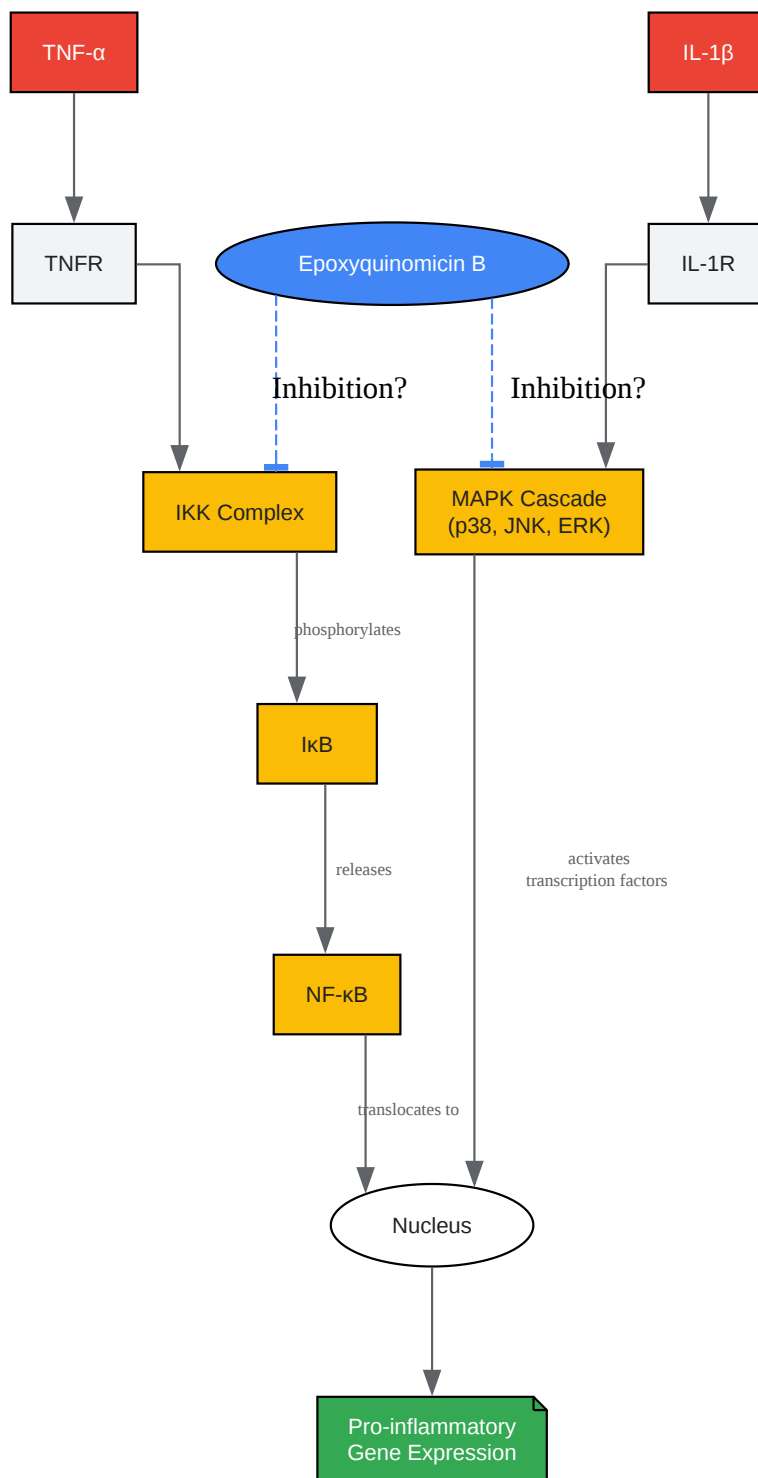 TNF-α
IL-1β
TNFR
Epoxyquinomicin B
IL-1R
Inhibition?
Inhibition?
IKK Complex
MAPK Cascade
(p38, JNK, ERK)
phosphorylates
IκB
releases
activates
transcription factors
NF-κB
translocates to
Nucleus
Pro-inflammatory
Gene Expression